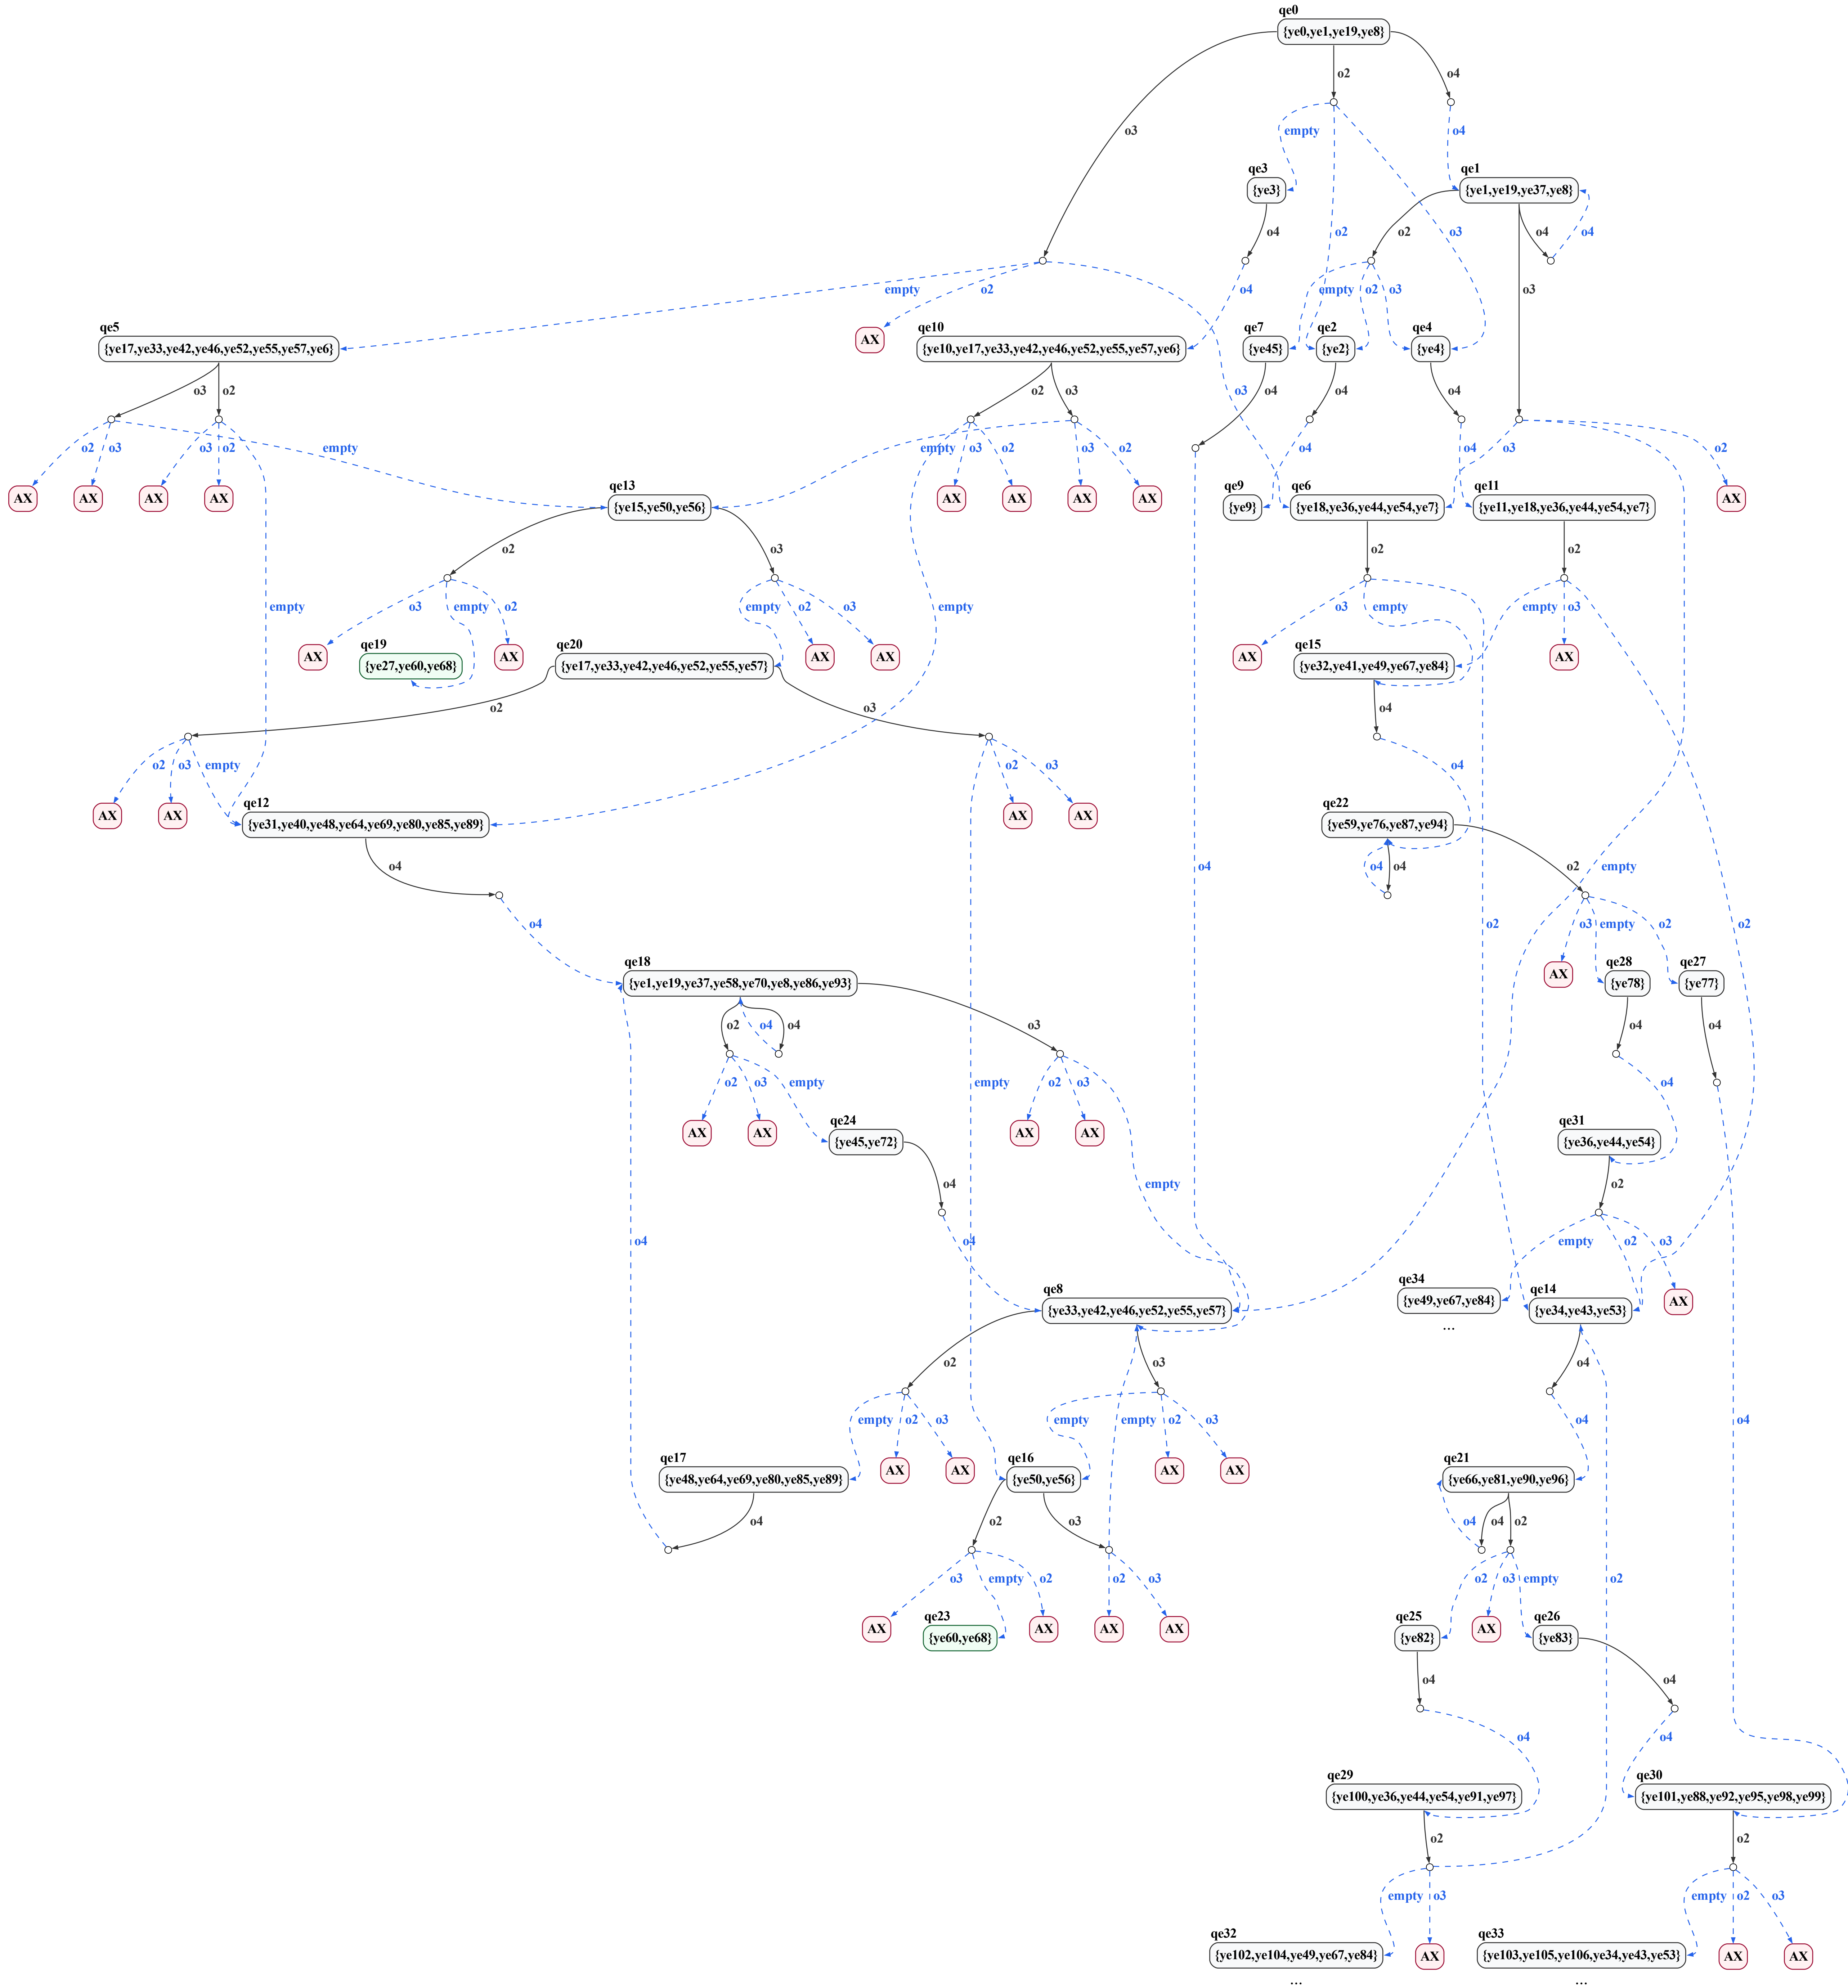 qe0
{ye0,ye1,ye19,ye8}
o2
o4
o3
empty
o4
qe3
{ye3}
qe1
{ye1,ye19,ye37,ye8}
o4
o2
o2
o3
o4
o4
empty
o2
o4
empty
o2
o3
o3
qe5
{ye17,ye33,ye42,ye46,ye52,ye55,ye57,ye6}
AX
qe10
{ye10,ye17,ye33,ye42,ye46,ye52,ye55,ye57,ye6}
qe7
{ye45}
qe2
{ye2}
qe4
{ye4}
o3
o2
o2
o3
o3
o4
o4
o4
o2
o3
o3
o2
empty
empty
o3
o2
o3
o2
o4
o4
o3
o2
AX
AX
AX
AX
qe13
{ye15,ye50,ye56}
AX
AX
AX
AX
qe9
{ye9}
qe6
{ye18,ye36,ye44,ye54,ye7}
qe11
{ye11,ye18,ye36,ye44,ye54,ye7}
AX
o2
o3
o2
o2
empty
o3
empty
o2
empty
o2
o3
empty
o3
empty
empty
o3
AX
qe19
{ye27,ye60,ye68}
AX
qe20
{ye17,ye33,ye42,ye46,ye52,ye55,ye57}
AX
AX
AX
qe15
{ye32,ye41,ye49,ye67,ye84}
AX
o2
o3
o4
o2
o3
empty
o2
o3
o4
AX
AX
qe12
{ye31,ye40,ye48,ye64,ye69,ye80,ye85,ye89}
AX
AX
qe22
{ye59,ye76,ye87,ye94}
o4
o4
o4
o4
o2
empty
o4
o2
o3
empty
o2
o2
qe18
{ye1,ye19,ye37,ye58,ye70,ye8,ye86,ye93}
AX
qe28
{ye78}
qe27
{ye77}
o2
o4
o4
o3
o4
o4
o2
o3
empty
empty
o2
o3
o4
AX
AX
qe24
{ye45,ye72}
AX
AX
qe31
{ye36,ye44,ye54}
o4
empty
o2
o4
o4
empty
o2
o3
qe8
{ye33,ye42,ye46,ye52,ye55,ye57}
qe34
{ye49,ye67,ye84}
...
qe14
{ye34,ye43,ye53}
AX
o2
o3
o4
empty
o2
o3
empty
empty
o2
o3
o4
o4
qe17
{ye48,ye64,ye69,ye80,ye85,ye89}
AX
AX
qe16
{ye50,ye56}
AX
AX
qe21
{ye66,ye81,ye90,ye96}
o4
o2
o3
o4
o4
o2
o3
empty
o2
o2
o3
o2
o3
empty
o2
AX
qe23
{ye60,ye68}
AX
AX
AX
qe25
{ye82}
AX
qe26
{ye83}
o4
o4
o4
o4
qe29
{ye100,ye36,ye44,ye54,ye91,ye97}
qe30
{ye101,ye88,ye92,ye95,ye98,ye99}
o2
o2
empty
o3
empty
o2
o3
qe32
{ye102,ye104,ye49,ye67,ye84}
...
AX
qe33
{ye103,ye105,ye106,ye34,ye43,ye53}
...
AX
AX